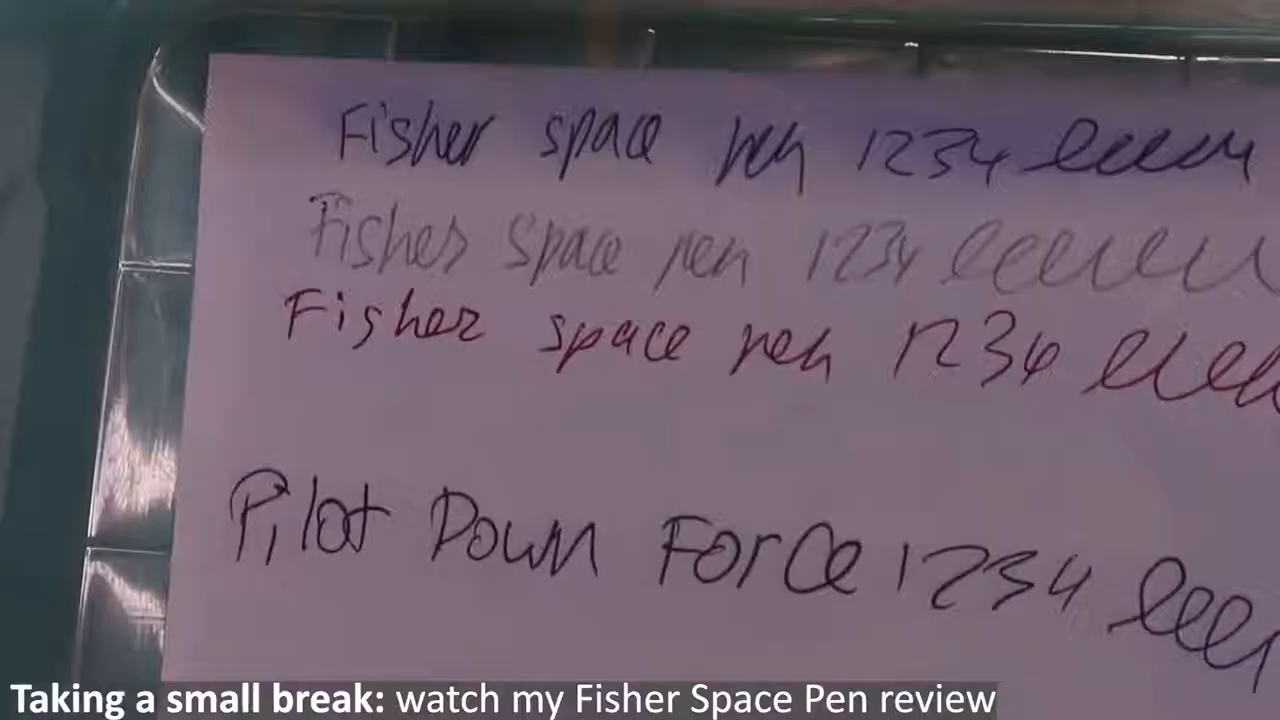 Fisher space pen 1234
Fisher space pen 1234
Fisher space pen 1234
Pilot Down Force 1234
Taking a small break: watch my Fisher Space Pen review